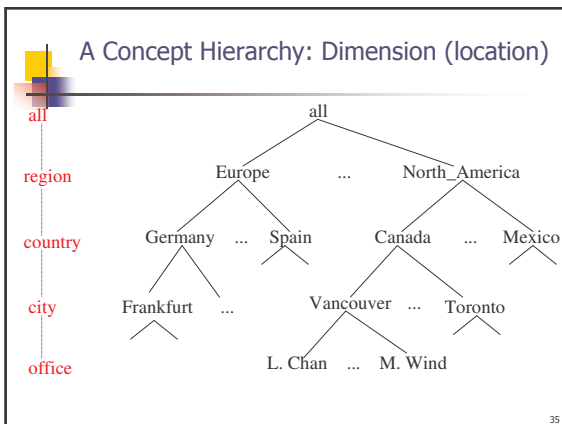 A Concept Hierarchy: Dimension (location)
all all
region Europe ... North_America
country Germany ... Spain Canada ... Mexico
city Frankfurt ... Vancouver ... Toronto
office L. Chan ... M. Wind
35